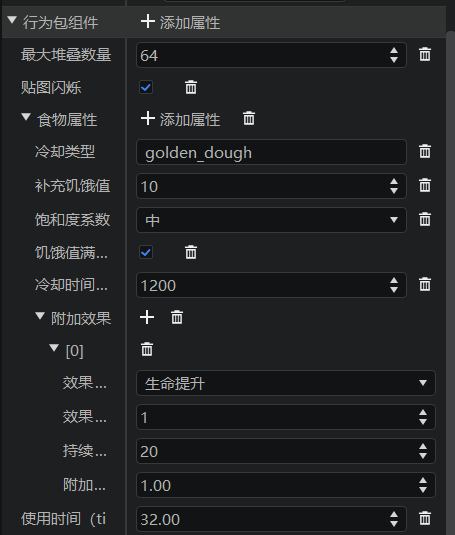 行为包组件 添加属性
最大堆叠数量 64
贴图闪烁
食物属性 添加属性
冷却类型 golden_dough
补充饥饿值 10
饱和度系数 中
饥饿值满...
冷却时间... 1200
附加效果
[0]
效果... 生命提升
效果... 1
持续... 20
附加... 1.00
使用时间（ti 32.00